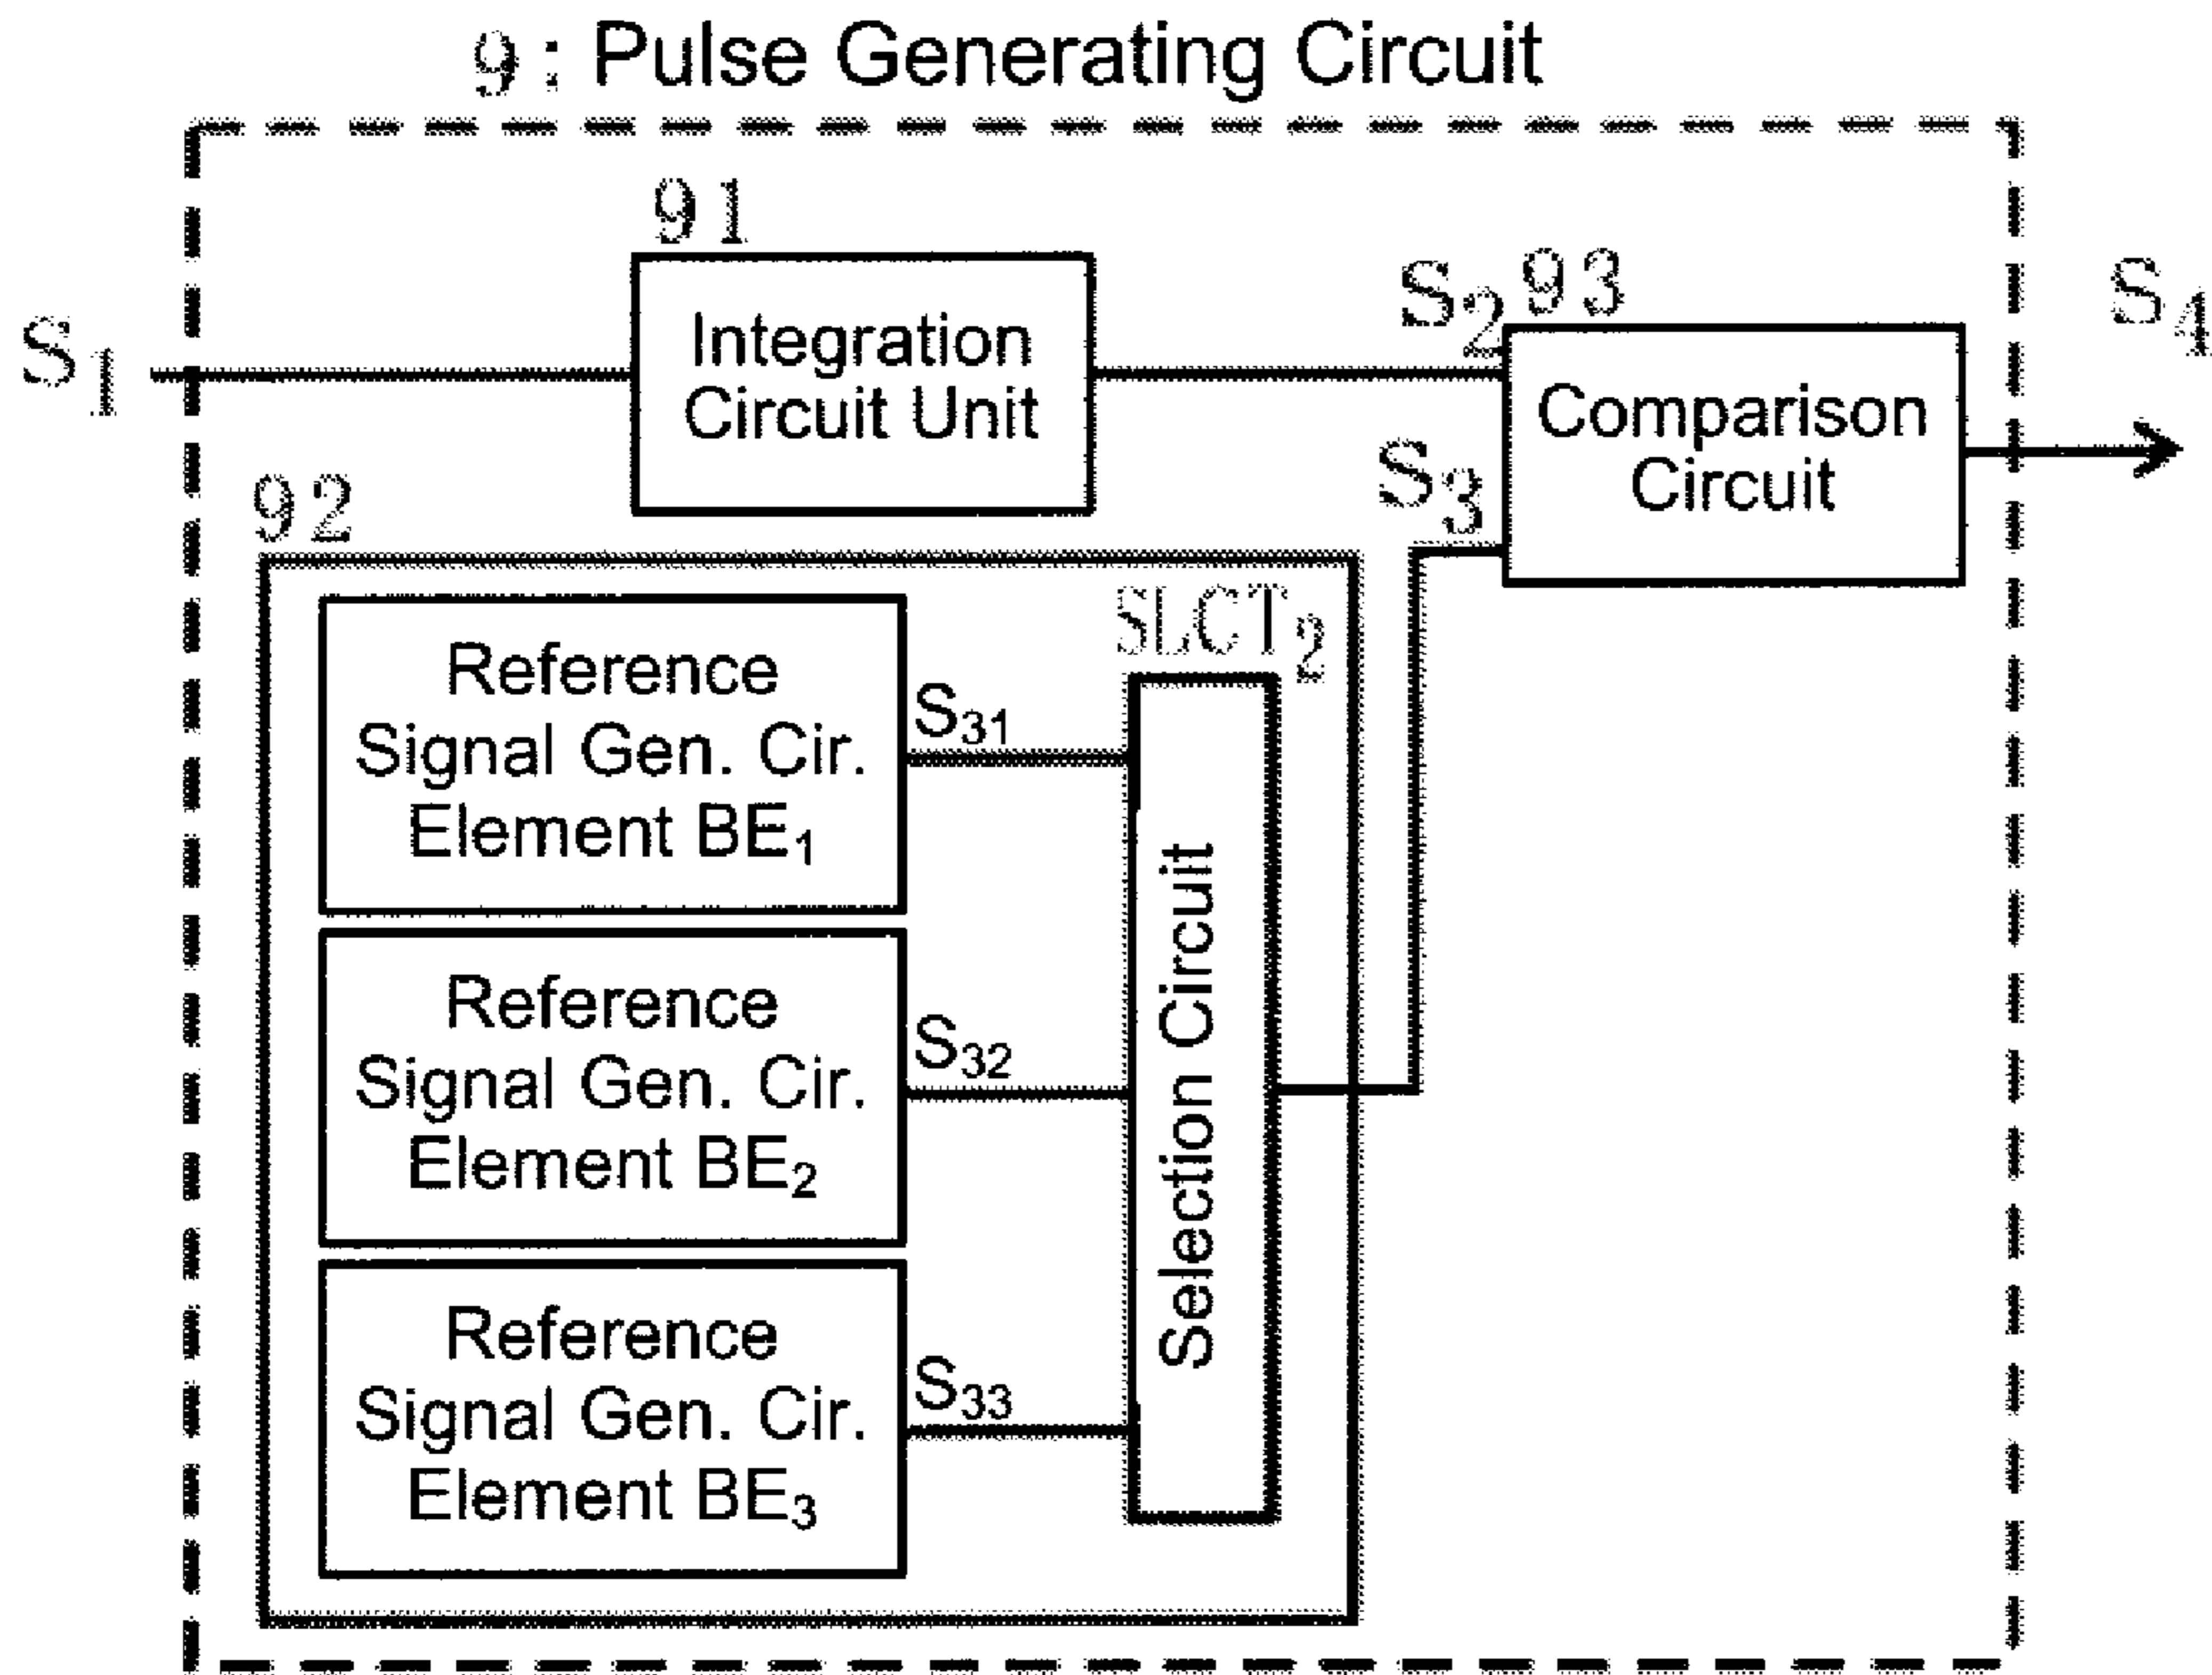 9: Pulse Generating Circuit
91
S₁
Integration
Circuit Unit
S₂
93
S₄
Comparison
Circuit
S₃
92
SLCT₂
Reference
Signal Gen. Cir.
Element BE₁
S₃₁
Reference
Signal Gen. Cir.
Element BE₂
S₃₂
Reference
Signal Gen. Cir.
Element BE₃
S₃₃
Selection Circuit